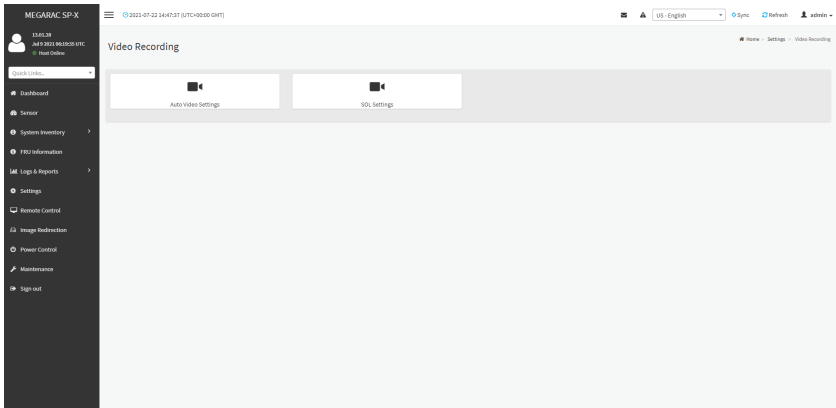 MEGARAC SP-X
13.01.28
Jul 9 2021 06:19:35 UTC
Host Online
Quick Links...
Dashboard
Sensor
System Inventory
FRU Information
Logs & Reports
Settings
Remote Control
Image Redirection
Power Control
Maintenance
Sign out
2021-07-22 14:47:37 (UTC+00:00 GMT)
US - English
Sync
Refresh
admin
Video Recording
Home > Settings > Video Recording
Auto Video Settings
SOL Settings